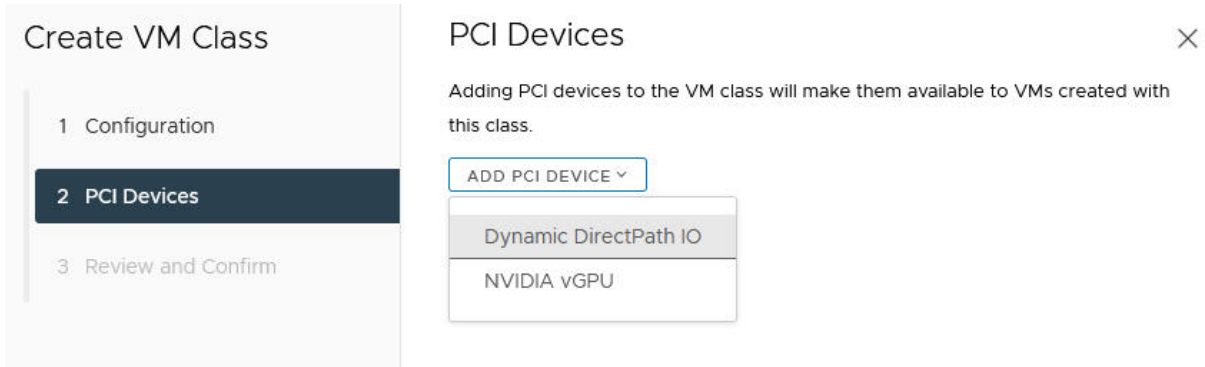 Create VM Class
1 Configuration
2 PCI Devices
3 Review and Confirm
PCI Devices
Adding PCI devices to the VM class will make them available to VMs created with
this class.
ADD PCI DEVICE
Dynamic DirectPath IO
NVIDIA vGPU